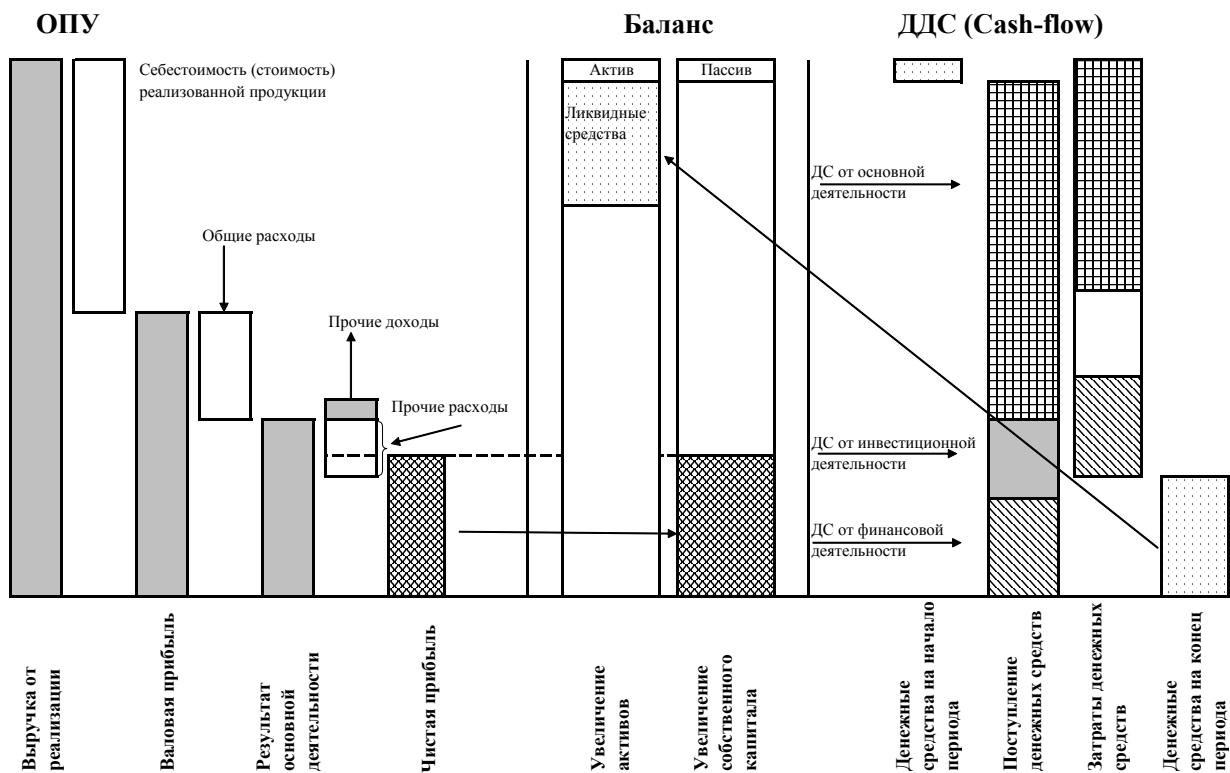 ОПУ
Баланс
ДДС (Cash-flow)
Себестоимость (стоимость)
реализованной продукции
Актив
Пассив
Ликвидные
средства
ДС от основной
деятельности
Общие расходы
Прочие доходы
Прочие расходы
ДС от инвестиционной
деятельности
ДС от финансовой
деятельности
Выручка от
реализации
Валовая прибыль
Результат
основной
деятельности
Чистая прибыль
Увеличение
активов
Увеличение
собственного
капитала
Денежные
средства на начало
периода
Поступление
денежных средств
Затраты денежных
средств
Денежные
средства на конец
периода